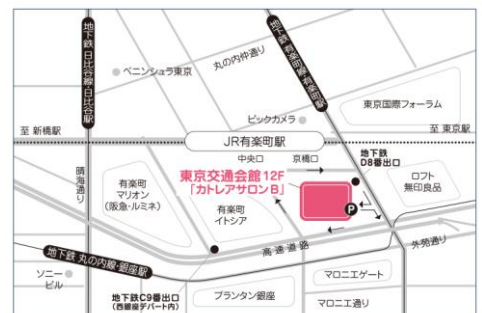 地下鉄 日比谷線・日比谷駅
地下鉄 有楽町線・有楽町駅
丸の内仲通り
ペニンシュラ東京
ビックカメラ
東京国際フォーラム
至 新橋駅
JR有楽町駅
至 東京駅
中央口
京橋口
地下鉄
D8番出口
東京交通会館 12F
「カトレアサロンB」
晴海通り
有楽町
マリオン
(阪急・ルミネ)
有楽町
イトシア
ロフト
無印良品
P
高速道路
外苑通り
地下鉄 丸の内線・銀座駅
ソニー
ビル
マロニエゲート
地下鉄C9番出口
(西銀座デパート内)
プランタン銀座
マロニエ通り